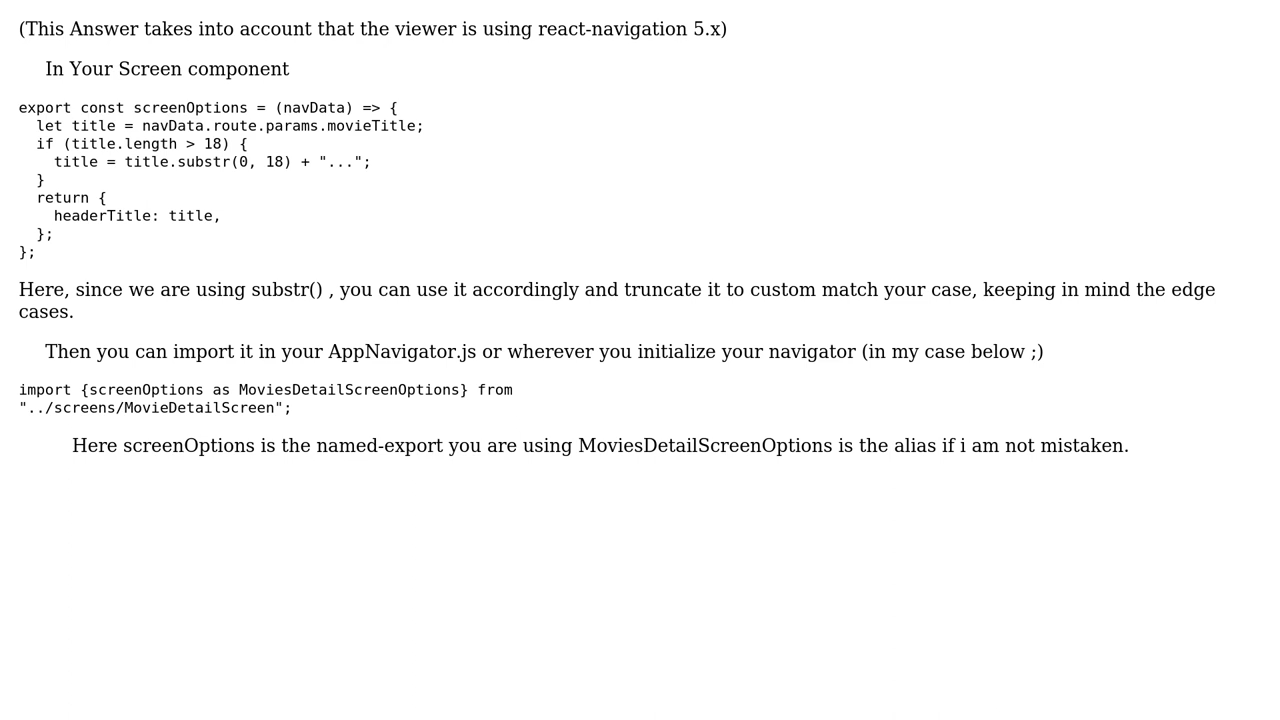 (This Answer takes into account that the viewer is using react-navigation 5.x)
In Your Screen component
export const screenOptions = (navData) => {
  let title = navData.route.params.movieTitle;
  if (title.length > 18) {
    title = title.substr(0, 18) + "...";
  }
  return {
    headerTitle: title,
  };
};
Here, since we are using substr() , you can use it accordingly and truncate it to custom match your case, keeping in mind the edge
cases.
Then you can import it in your AppNavigator.js or wherever you initialize your navigator (in my case below ;)
import {screenOptions as MoviesDetailScreenOptions} from
"../screens/MovieDetailScreen";
Here screenOptions is the named-export you are using MoviesDetailScreenOptions is the alias if i am not mistaken.